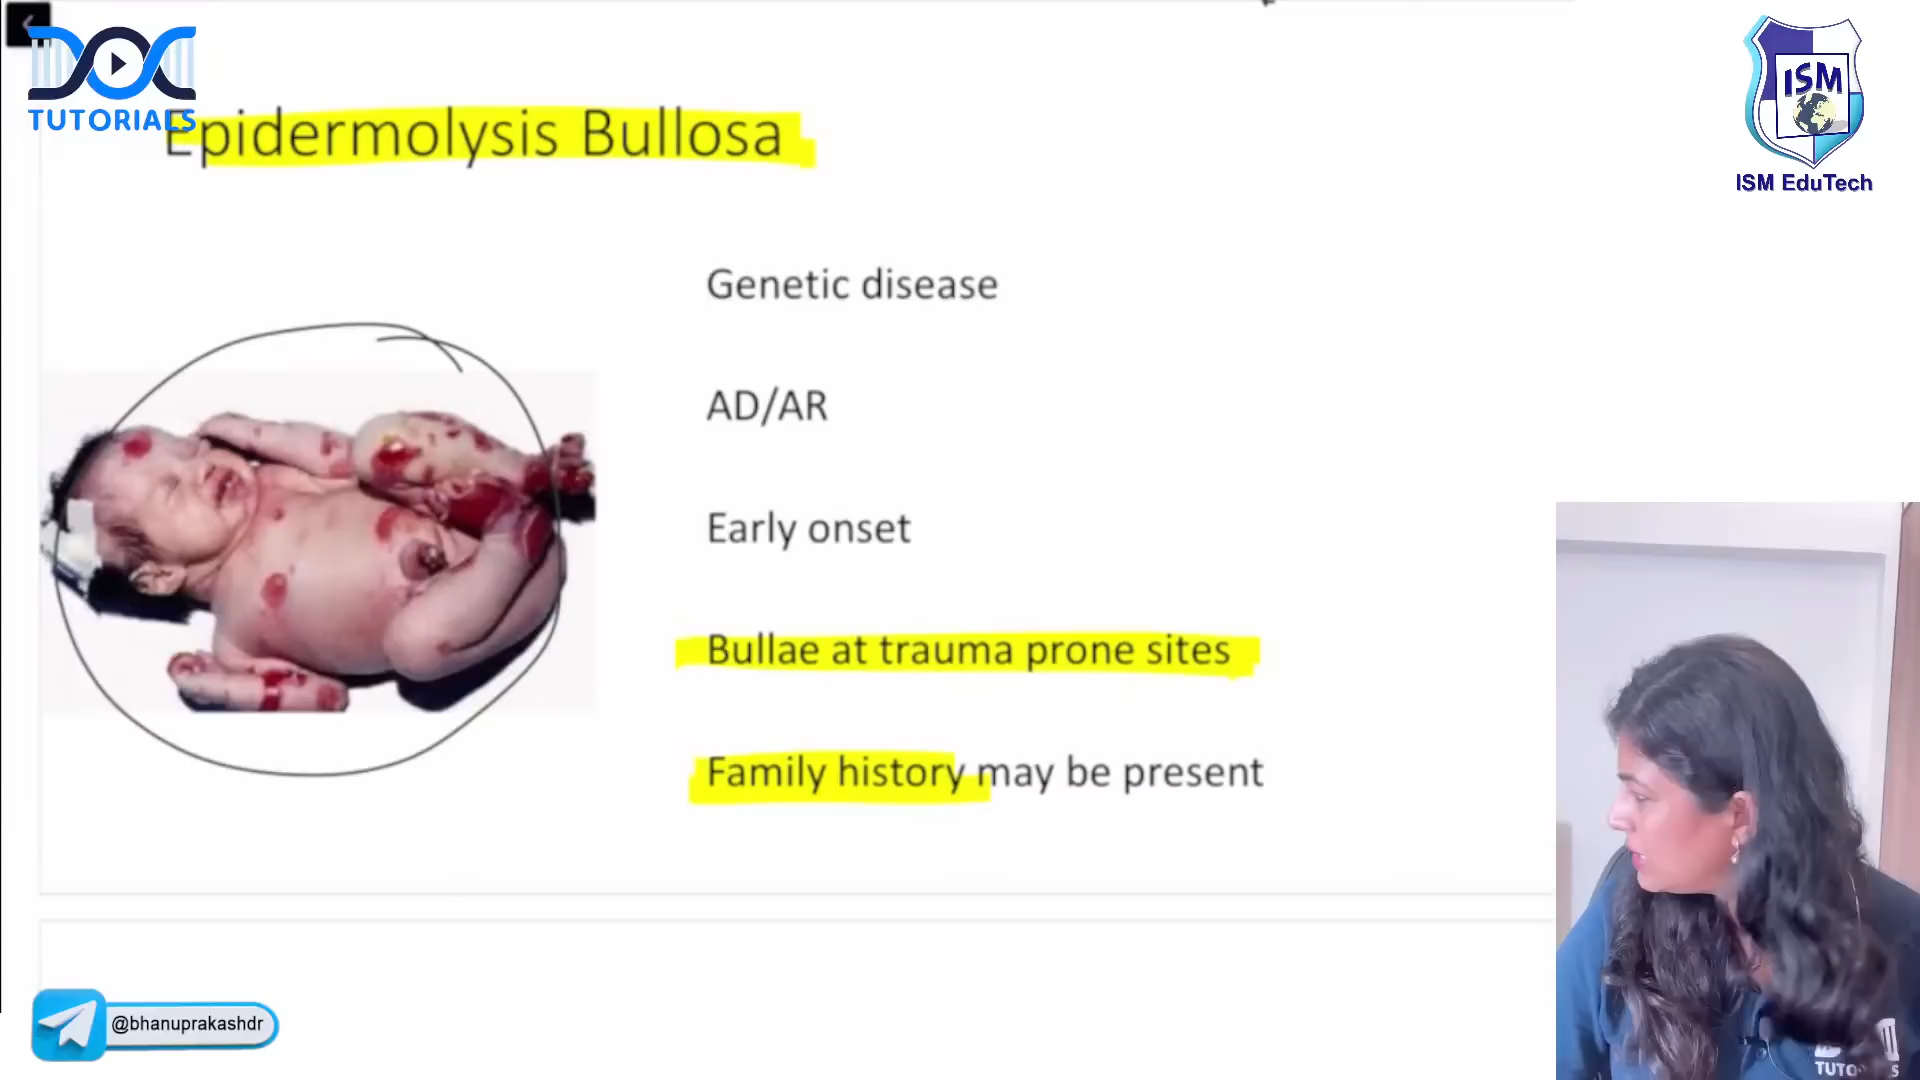 DOC
TUTORIALS
ISM
ISM EduTech
Epidermolysis Bullosa
Genetic disease
AD/AR
Early onset
Bullae at trauma prone sites
Family history may be present
@bhanuprakashdr